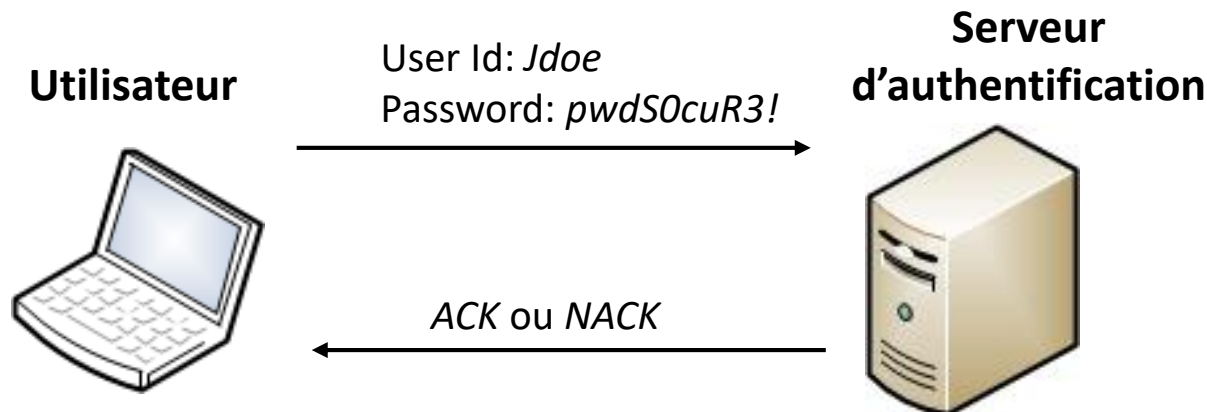 Utilisateur
User Id: Jdoe
Password: pwdS0cuR3!
Serveur
d’authentification
ACK ou NACK